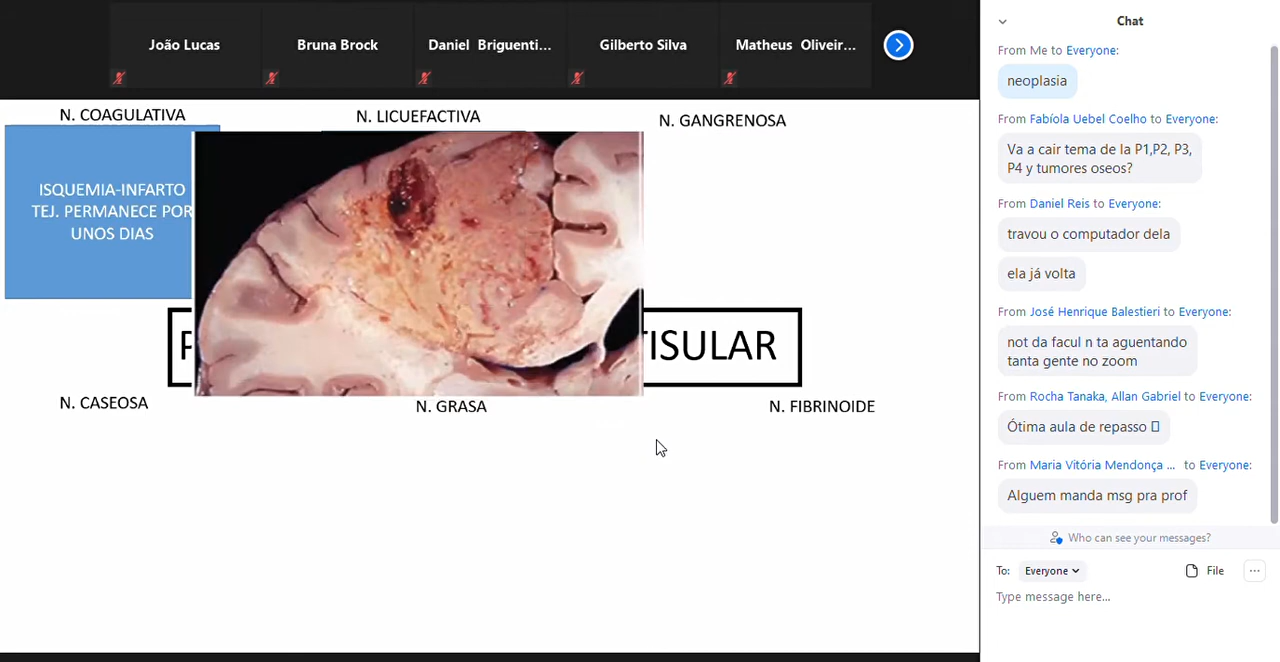 João Lucas
Bruna Brock
Daniel Briguenti...
Gilberto Silva
Matheus Oliveir...
N. COAGULATIVA
N. LICUEFACTIVA
N. GANGRENOSA
ISQUEMIA-INFARTO
TEJ. PERMANECE POR
UNOS DIAS
TISULAR
N. CASEOSA
N. GRASA
N. FIBRINOIDE
Chat
From Me to Everyone:
neoplasia
From Fabíola Uebel Coelho to Everyone:
Va a cair tema de la P1,P2, P3,
P4 y tumores oseos?
From Daniel Reis to Everyone:
travou o computador dela
ela já volta
From José Henrique Balestieri to Everyone:
not da facul n ta aguentando
tanta gente no zoom
From Rocha Tanaka, Allan Gabriel to Everyone:
Ótima aula de repasso
From Maria Vitória Mendonça ... to Everyone:
Alguem manda msg pra prof
Who can see your messages?
To: Everyone File ...
Type message here...